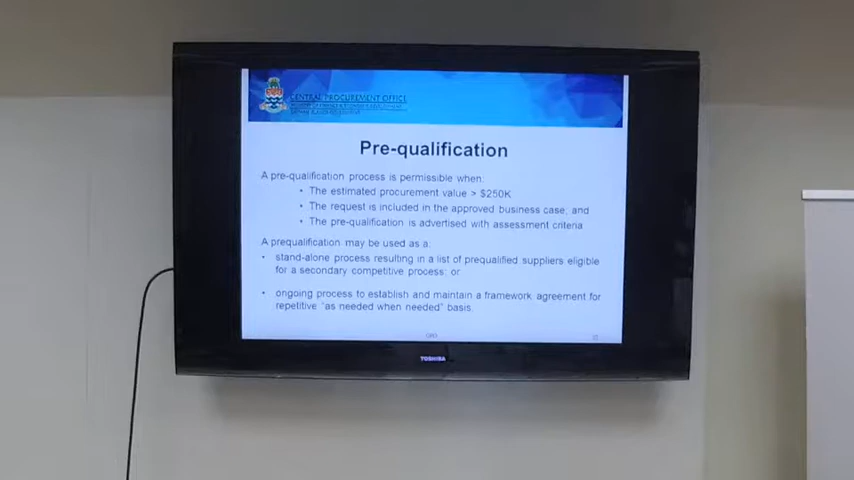 CENTRAL PROCUREMENT OFFICE
Pre-qualification
A pre-qualification process is permissible when:
• The estimated procurement value > $250K
• The request is included in the approved business case; and
• The pre-qualification is advertised with assessment criteria
A prequalification may be used as a:
• stand-alone process resulting in a list of prequalified suppliers eligible
for a secondary competitive process: or
• ongoing process to establish and maintain a framework agreement for
repetitive "as needed when needed" basis.
TOSHIBA